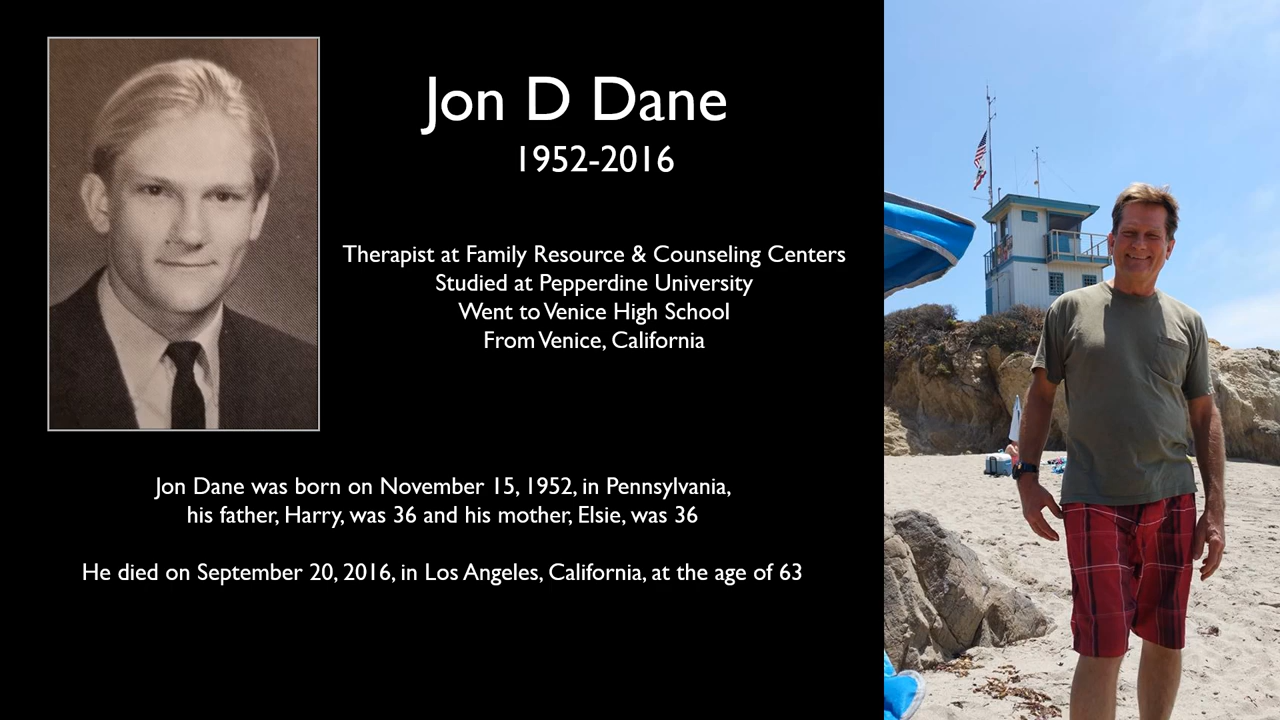 Jon D Dane
1952-2016
Therapist at Family Resource & Counseling Centers
Studied at Pepperdine University
Went to Venice High School
From Venice, California
Jon Dane was born on November 15, 1952, in Pennsylvania,
his father, Harry, was 36 and his mother, Elsie, was 36
He died on September 20, 2016, in Los Angeles, California, at the age of 63